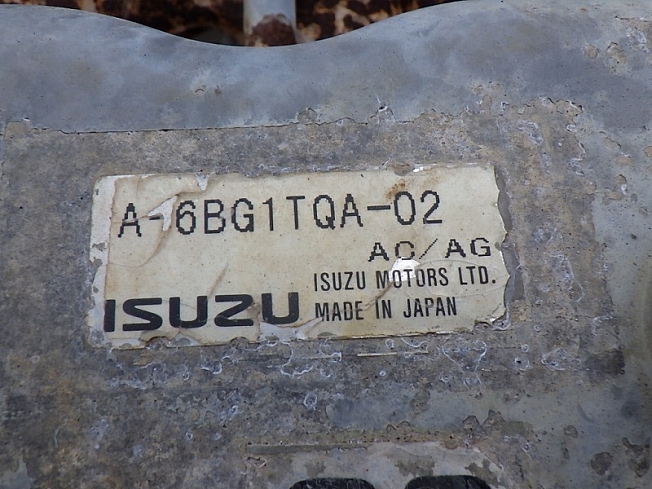 A-6BG1TQA-02
AC/AG
ISUZU MOTORS LTD.
ISUZU MADE IN JAPAN